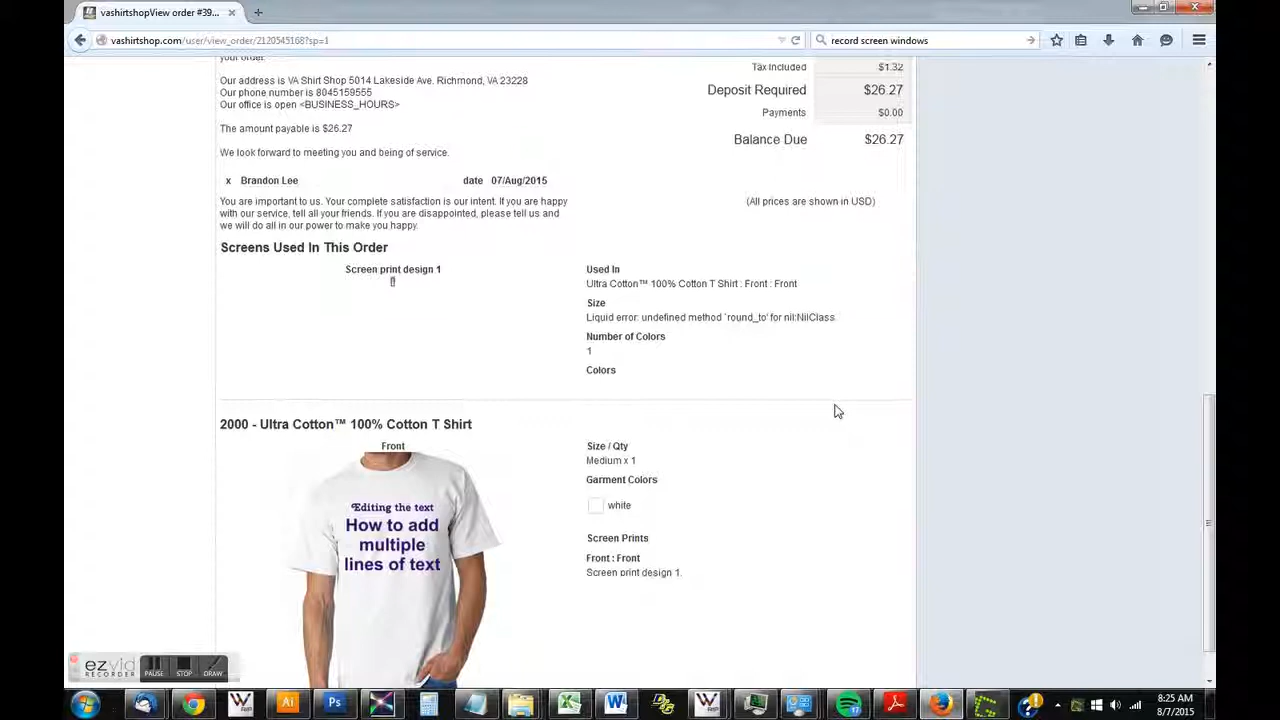 vashirtshopView order #39...
vashirtshop.com/user/view_order/2120545168?sp=1
record screen windows
your order.
Our address is VA Shirt Shop 5014 Lakeside Ave. Richmond, VA 23228
Our phone number is 8045159555
Our office is open <BUSINESS_HOURS>
The amount payable is $26.27
We look forward to meeting you and being of service.
Tax Included $1.32
Deposit Required $26.27
Payments $0.00
Balance Due $26.27
x Brandon Lee date 07/Aug/2015
You are important to us. Your complete satisfaction is our intent. If you are happy
with our service, tell all your friends. If you are disappointed, please tell us and
we will do all in our power to make you happy.
(All prices are shown in USD)
Screens Used In This Order
Screen print design 1
Used In
Ultra Cotton™ 100% Cotton T Shirt : Front : Front
Size
Liquid error: undefined method `round_to' for nil:NilClass
Number of Colors
1
Colors
2000 - Ultra Cotton™ 100% Cotton T Shirt
Front
Editing the text
How to add
multiple
lines of text
Size / Qty
Medium x 1
Garment Colors
white
Screen Prints
Front : Front
Screen print design 1.
ezvid
RECORDER
PAUSE
STOP
DRAW
Ai
Ps
8:25 AM
8/7/2015